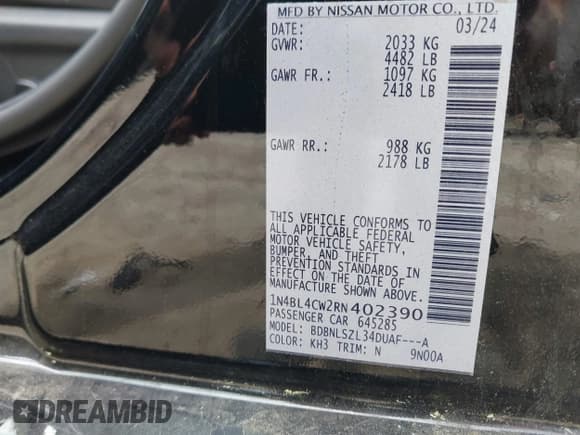 MFD BY NISSAN MOTOR CO., LTD.
DATE: 03/24
GVWR: 2033 KG
4482 LB
GAWR FR.: 1097 KG
2418 LB
GAWR RR.: 988 KG
2178 LB
THIS VEHICLE CONFORMS TO
ALL APPLICABLE FEDERAL
MOTOR VEHICLE SAFETY,
BUMPER, AND THEFT
PREVENTION STANDARDS IN
EFFECT ON THE DATE OF
MANUFACTURE SHOWN ABOVE.
1N4BL4CW2RN402390
PASSENGER CAR 645285
MODEL: BDBNLSZL34DUAF---A
COLOR: KH3 TRIM: N 9N00A
DREAMBID